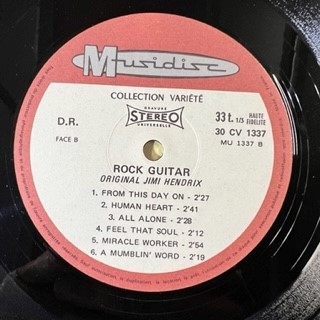 Musidisc
COLLECTION VARIÉTÉ
GRAVURE
STEREO
UNIVERSELLE
D.R.
FACE B
33 t. 1/3
HAUTE
FIDÉLITÉ
30 CV 1337
MU 1337 B
ROCK GUITAR
ORIGINAL JIMI HENDRIX
1. FROM THIS DAY ON - 2'27
2. HUMAN HEART - 2'41
3. ALL ALONE - 2'28
4. FEEL THAT SOUL - 2'12
5. MIRACLE WORKER - 2'54
6. A MUMBLIN' WORD - 2'19